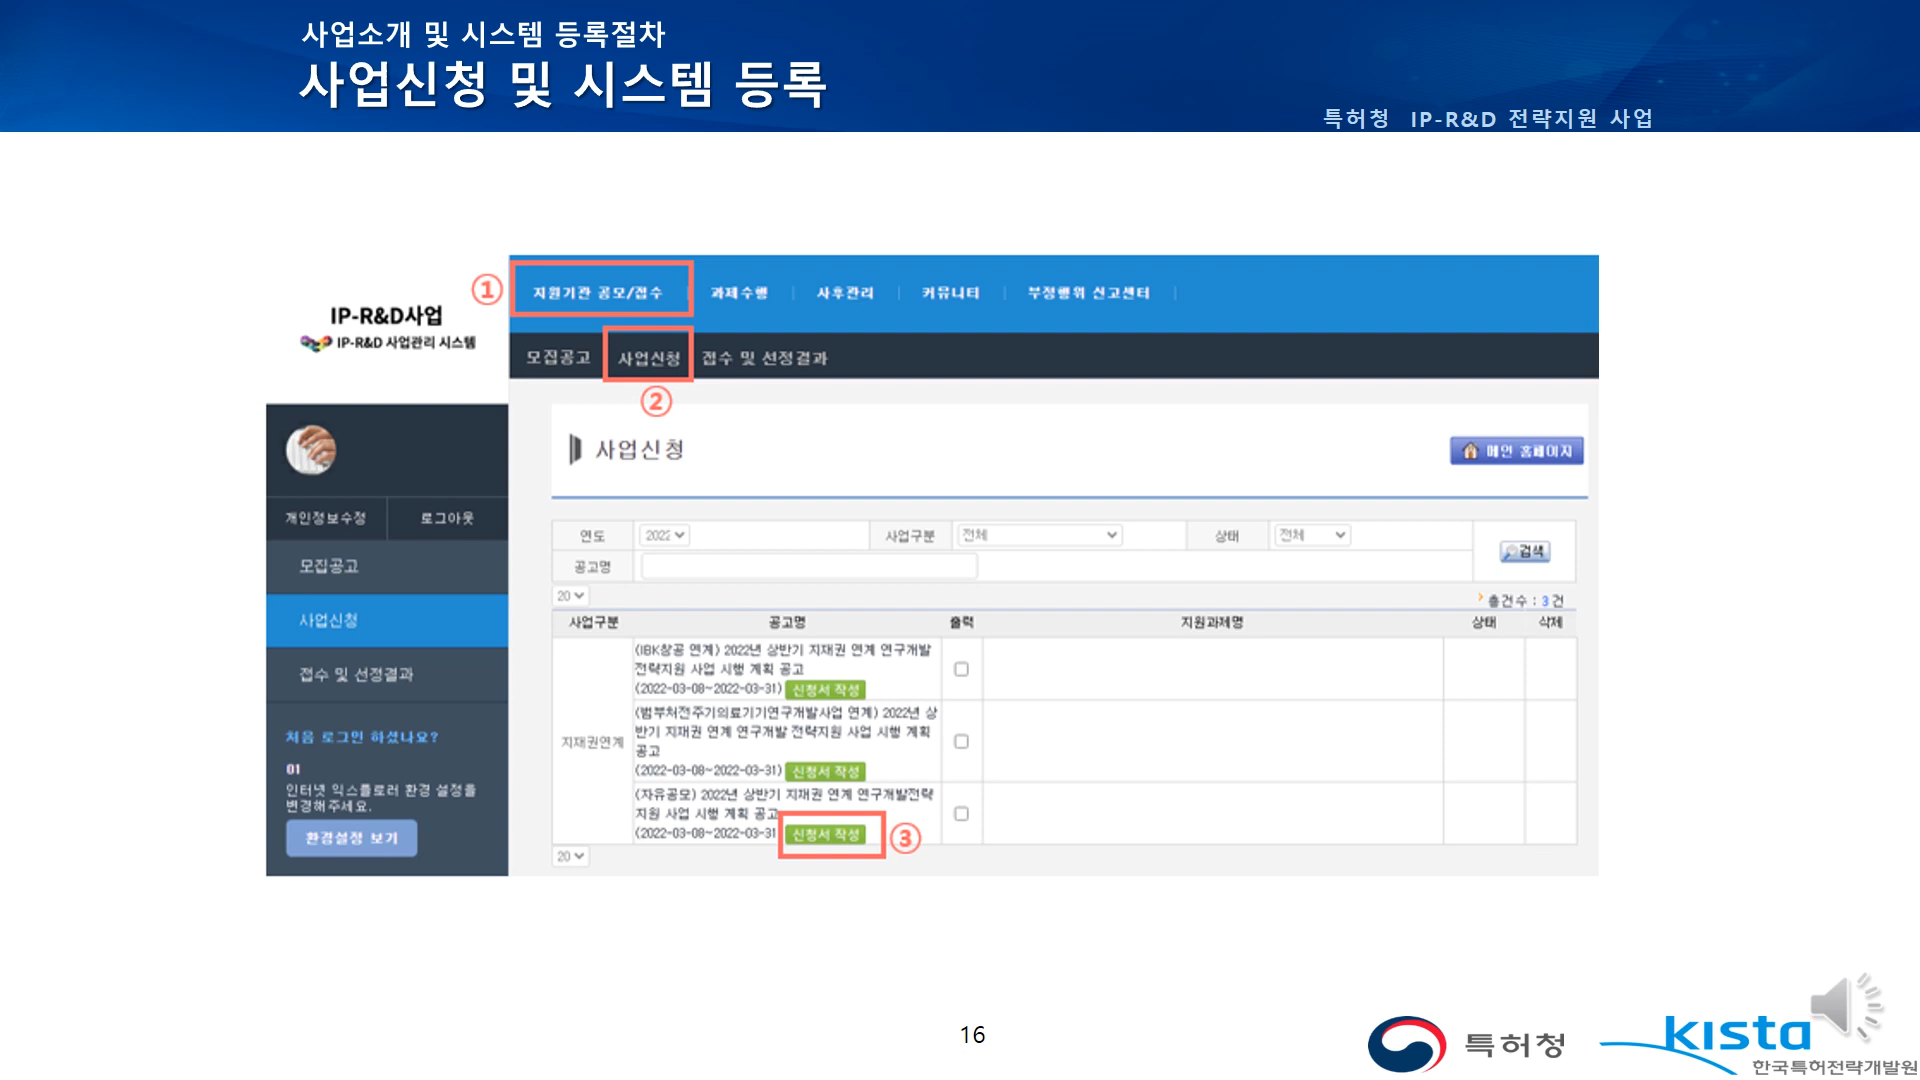 사업소개 및 시스템 등록절차
사업신청 및 시스템 등록
특허청 IP-R&D 전략지원 사업
① 지원기관 공모/접수 과제수행 사후관리 커뮤니티 부정행위 신고센터
IP-R&D사업
IP-R&D 사업관리 시스템
모집공고 사업신청 접수 및 선정결과
②
사업신청
메인 홈페이지
개인정보수정 로그아웃
모집공고
사업신청
접수 및 선정결과
처음 로그인 하셨나요?
01
인터넷 익스플로러 환경 설정을
변경해주세요.
환경설정 보기
연도 2022 사업구분 전체 상태 전체
검색
공고명
20
총건수 : 3 건
사업구분 공고명 출력 지원과제명 상태 삭제
지재권연계
(IBK창공 연계) 2022년 상반기 지재권 연계 연구개발
전략지원 사업 시행 계획 공고
(2022-03-08~2022-03-31) 신청서 작성
(범부처전주기의료기기연구개발사업 연계) 2022년 상
반기 지재권 연계 연구개발 전략지원 사업 시행 계획
공고
(2022-03-08~2022-03-31) 신청서 작성
(자유공모) 2022년 상반기 지재권 연계 연구개발전략
지원 사업 시행 계획 공고
(2022-03-08~2022-03-31 신청서 작성 ③
20
16
특허청
kista
한국특허전략개발원